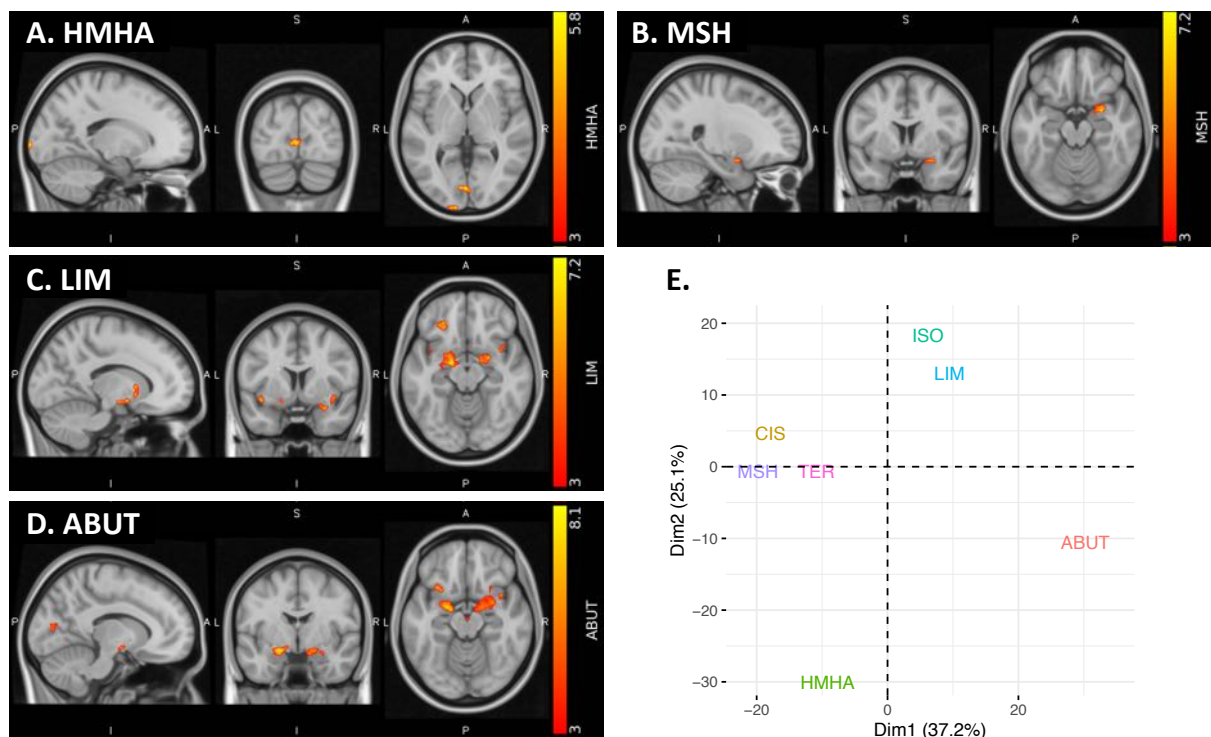 A. HMHA
S
A
P
A
L
R
L
R
I
I
P
5.8
HMHA
3
B. MSH
S
A
P
A
L
R
L
R
I
I
P
7.2
MSH
3
C. LIM
S
A
P
A
L
R
L
R
I
I
P
7.2
LIM
3
D. ABUT
S
A
P
A
L
R
L
R
I
I
P
8.1
ABUT
3
E.
20
10
0
−10
−20
−30
Dim2 (25.1%)
ISO
LIM
CIS
MSH
TER
ABUT
HMHA
−20
0
20
Dim1 (37.2%)